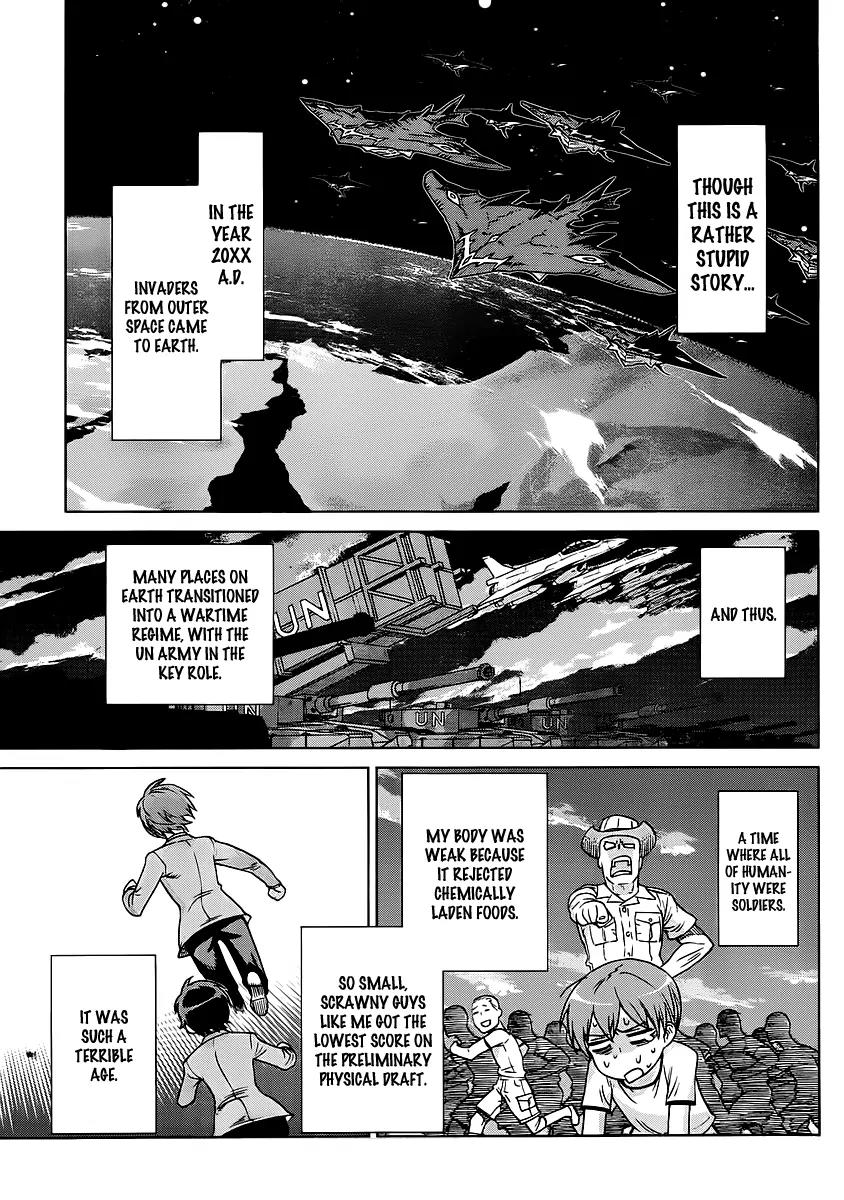 THOUGH
THIS IS A
RATHER
STUPID
STORY...
IN THE
YEAR
20XX
A.D.
INVADERS
FROM OUTER
SPACE CAME
TO EARTH.
AND THUS.
MANY PLACES ON
EARTH TRANSITIONED
INTO A WARTIME
REGIME, WITH THE
UN ARMY IN THE
KEY ROLE.
UN
UN
UN
A TIME
WHERE ALL
OF HUMAN-
ITY WERE
SOLDIERS.
MY BODY WAS
WEAK BECAUSE
IT REJECTED
CHEMICALLY
LADEN FOODS.
SO SMALL,
SCRAWNY GUYS
LIKE ME GOT THE
LOWEST SCORE ON
THE PRELIMINARY
PHYSICAL DRAFT.
IT WAS
SUCH A
TERRIBLE
AGE.